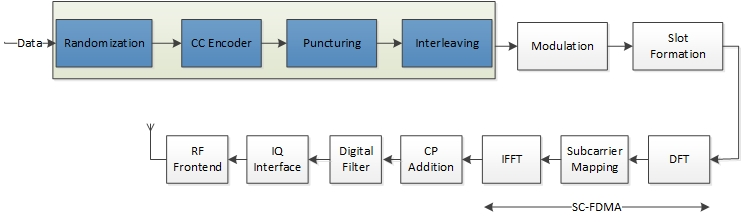 Data
Randomization
CC Encoder
Puncturing
Interleaving
Modulation
Slot
Formation
RF
Frontend
IQ
Interface
Digital
Filter
CP
Addition
IFFT
Subcarrier
Mapping
DFT
SC-FDMA